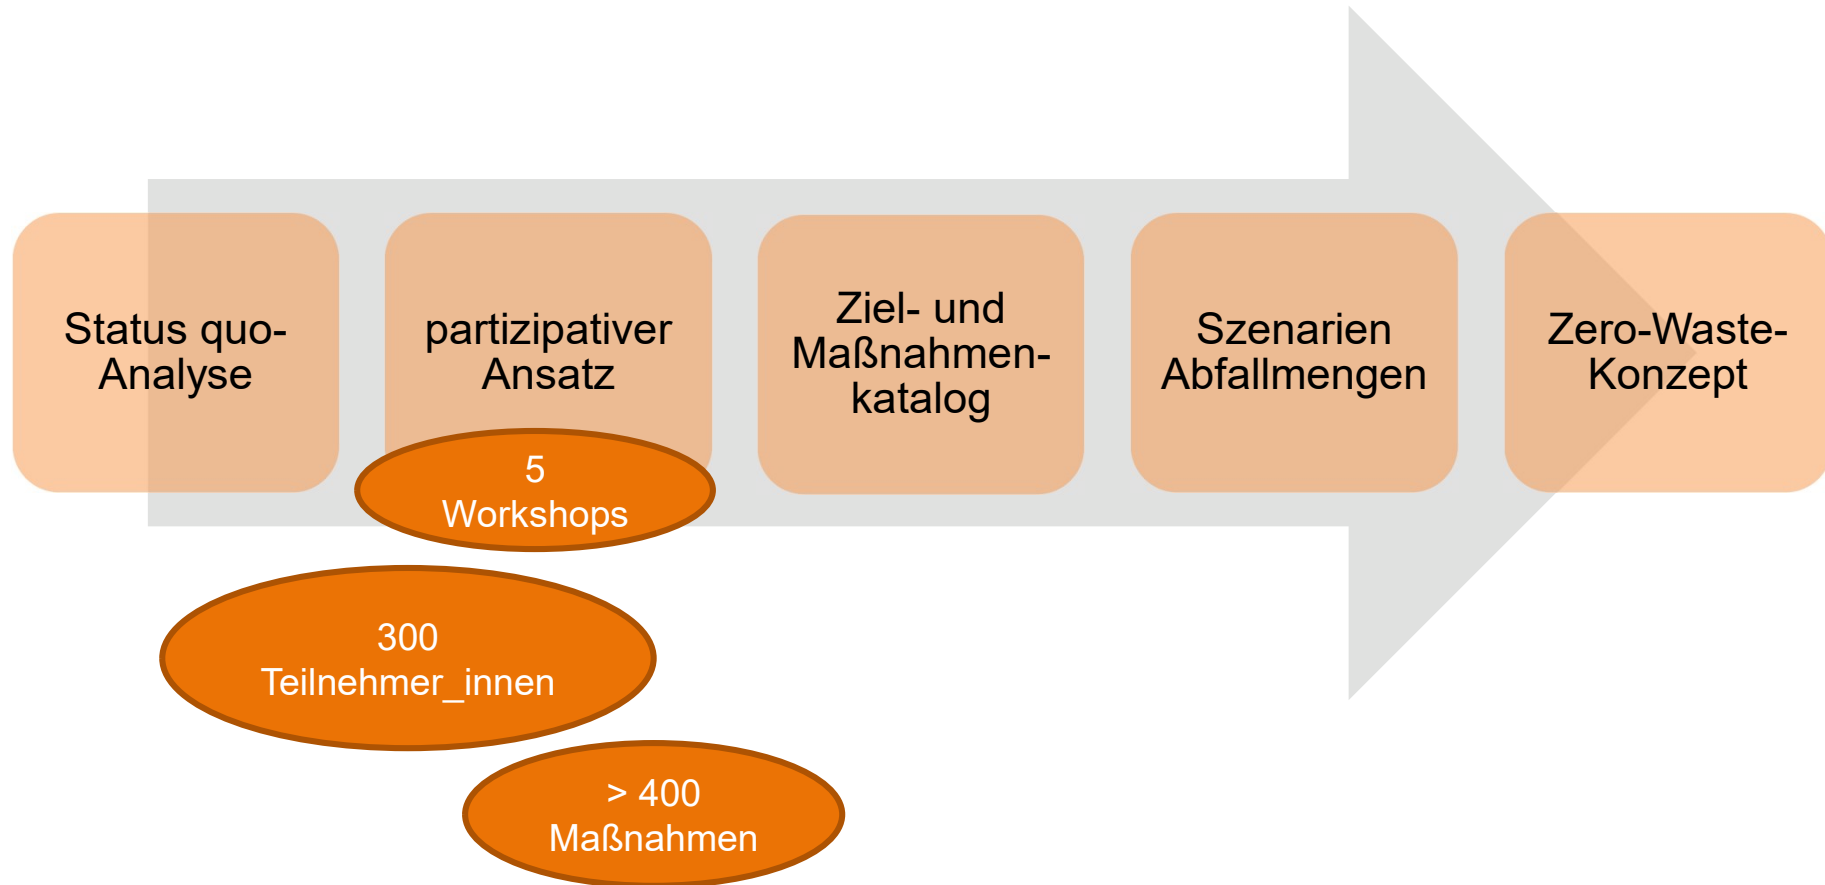 Status quo-
Analyse
partizipativer
Ansatz
Ziel- und
Maßnahmen-
katalog
Szenarien
Abfallmengen
Zero-Waste-
Konzept
5
Workshops
300
Teilnehmer_innen
> 400
Maßnahmen